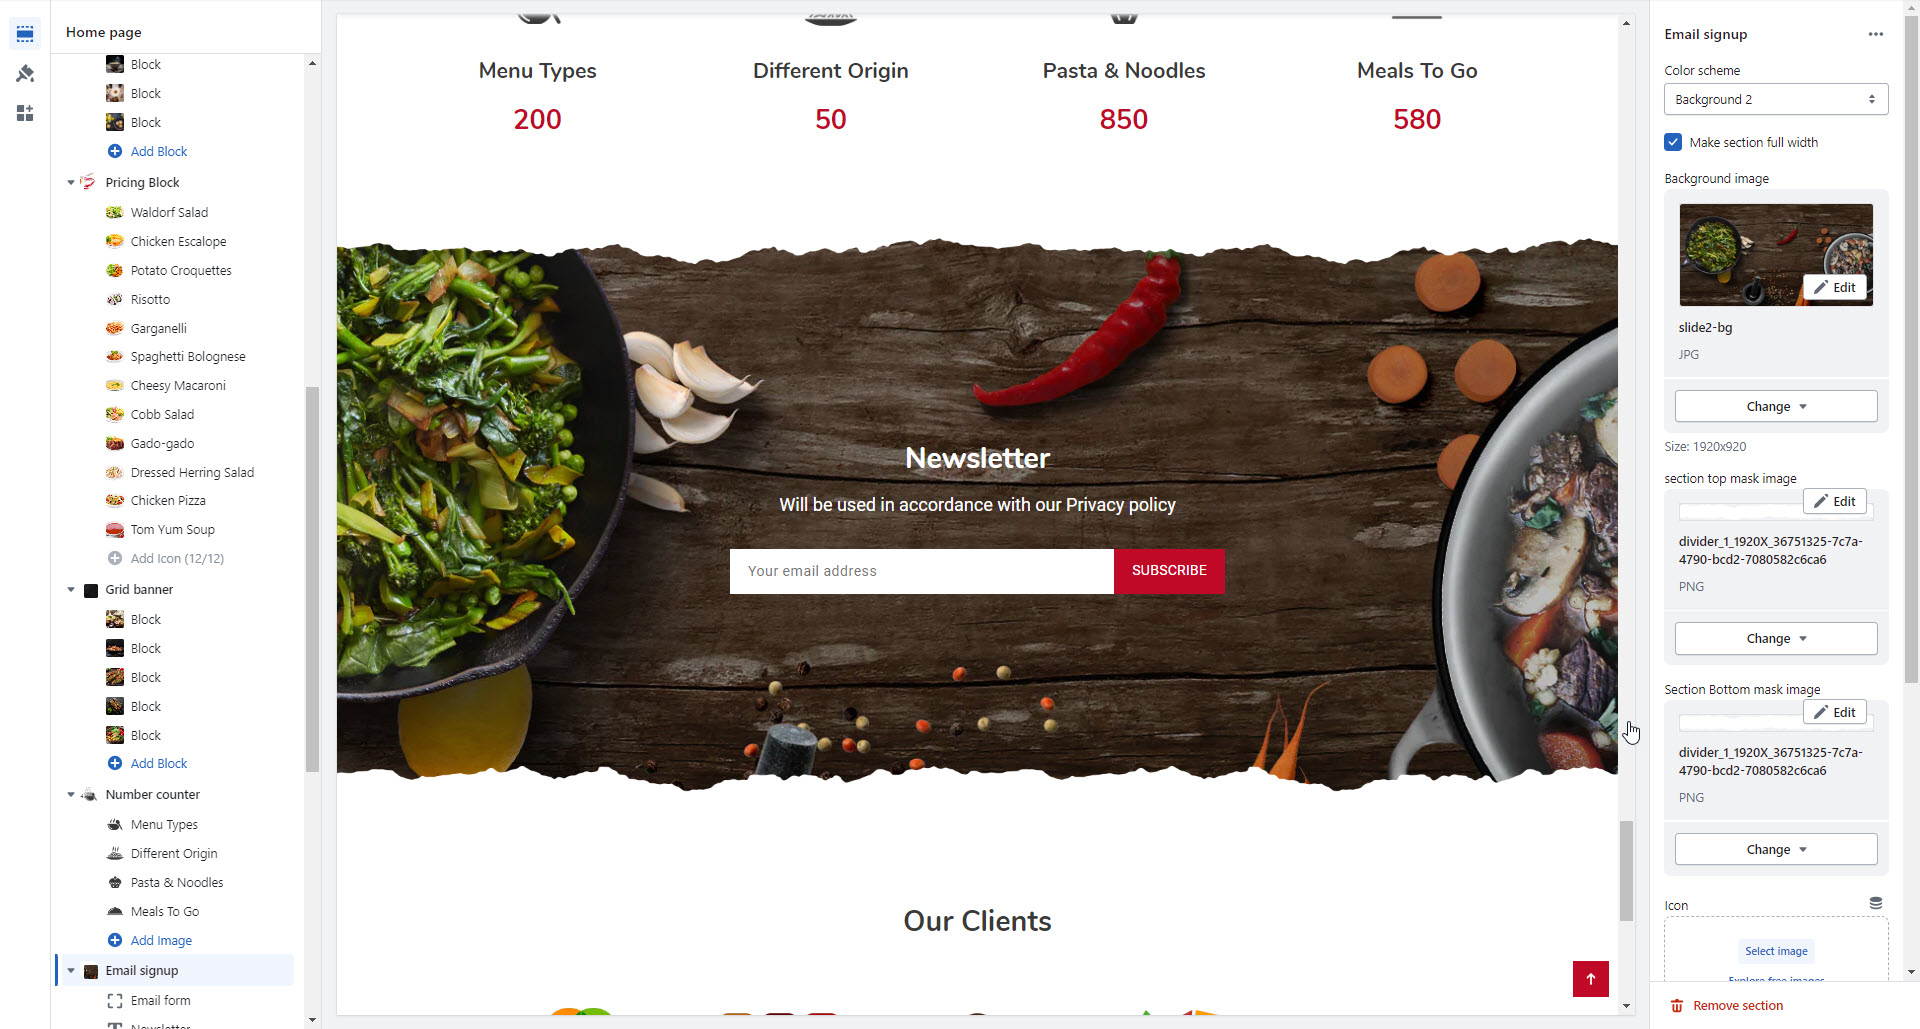 Home page
Block
Block
Block
Add Block
Pricing Block
Waldorf Salad
Chicken Escalope
Potato Croquettes
Risotto
Garganelli
Spaghetti Bolognese
Cheesy Macaroni
Cobb Salad
Gado-gado
Dressed Herring Salad
Chicken Pizza
Tom Yum Soup
Add Icon (12/12)
Grid banner
Block
Block
Block
Block
Block
Add Block
Number counter
Menu Types
Different Origin
Pasta & Noodles
Meals To Go
Add Image
Email signup
Email form
Newsletter
Menu Types
Different Origin
Pasta & Noodles
Meals To Go
200
50
850
580
Newsletter
Will be used in accordance with our Privacy policy
Your email address
SUBSCRIBE
Our Clients
Email signup
Color scheme
Background 2
Make section full width
Background image
Edit
slide2-bg
JPG
Change
Size: 1920x920
section top mask image
Edit
divider_1_1920X_36751325-7c7a-
4790-bcd2-7080582c6ca6
PNG
Change
Section Bottom mask image
Edit
divider_1_1920X_36751325-7c7a-
4790-bcd2-7080582c6ca6
PNG
Change
Icon
Select image
Explore free images
Remove section